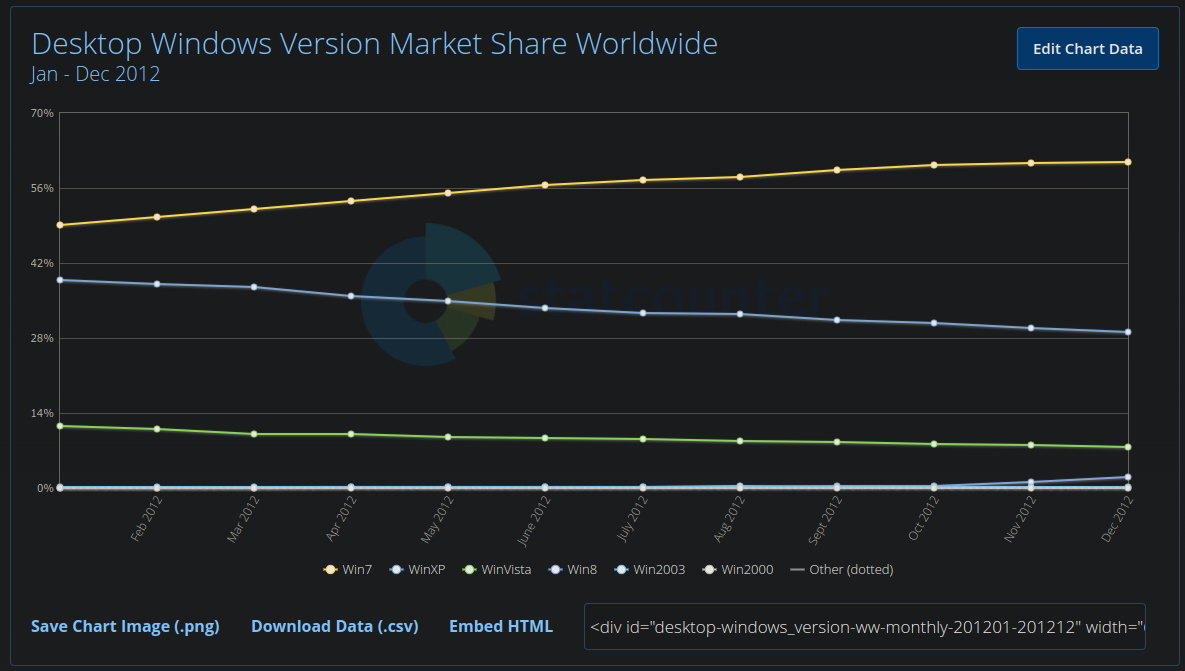 Desktop Windows Version Market Share Worldwide
Jan - Dec 2012
Edit Chart Data
70%
56%
42%
28%
14%
0%
statcounter
Feb 2012
Mar 2012
Apr 2012
May 2012
June 2012
July 2012
Aug 2012
Sept 2012
Oct 2012
Nov 2012
Dec 2012
Win7 WinXP WinVista Win8 Win2003 Win2000 Other (dotted)
Save Chart Image (.png) Download Data (.csv) Embed HTML <div id="desktop-windows_version-ww-monthly-201201-201212" width="